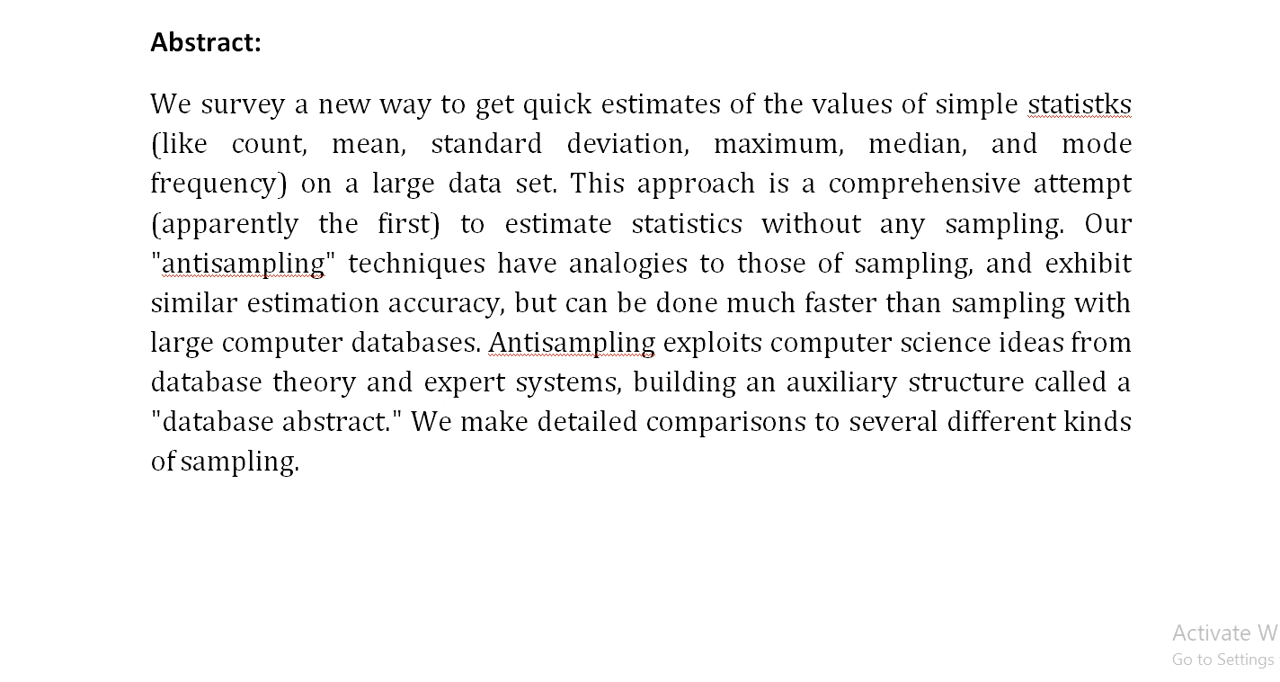 Abstract:
We survey a new way to get quick estimates of the values of simple statistks
(like count, mean, standard deviation, maximum, median, and mode
frequency) on a large data set. This approach is a comprehensive attempt
(apparently the first) to estimate statistics without any sampling. Our
"antisampling" techniques have analogies to those of sampling, and exhibit
similar estimation accuracy, but can be done much faster than sampling with
large computer databases. Antisampling exploits computer science ideas from
database theory and expert systems, building an auxiliary structure called a
"database abstract." We make detailed comparisons to several different kinds
of sampling.
Activate W
Go to Settings